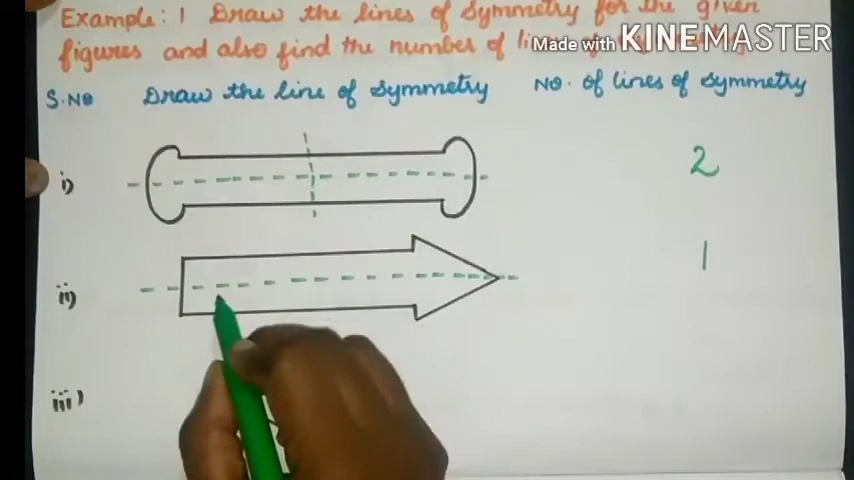 Example: 1 Draw the lines of Symmetry for the given
figures and also find the number of lines
Made with KINEMASTER
S.No Draw the line of Symmetry No. of lines of Symmetry
i) 2
ii) 1
iii)